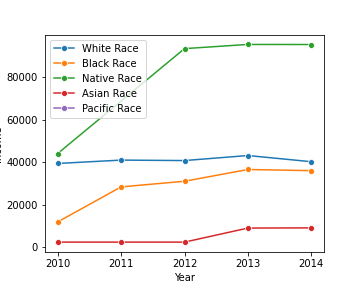 White Race
Black Race
Native Race
Asian Race
Pacific Race
80000
60000
40000
20000
0
2010 2011 2012 2013 2014
Year